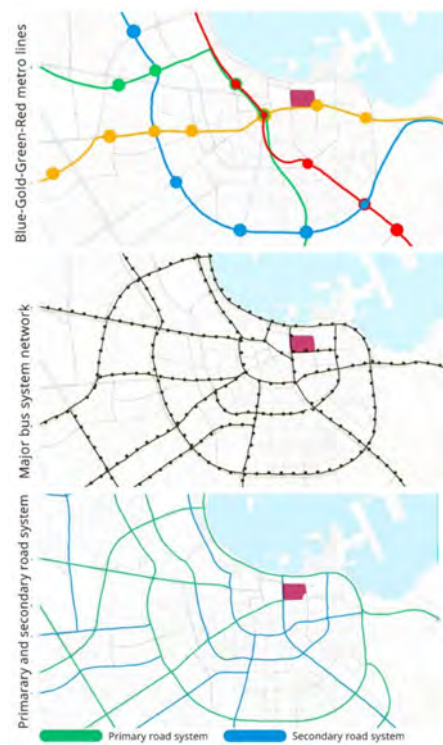 Blue-Gold-Green-Red metro lines
Major bus system network
Primarary and secondary road system
Primary road system
Secondary road system